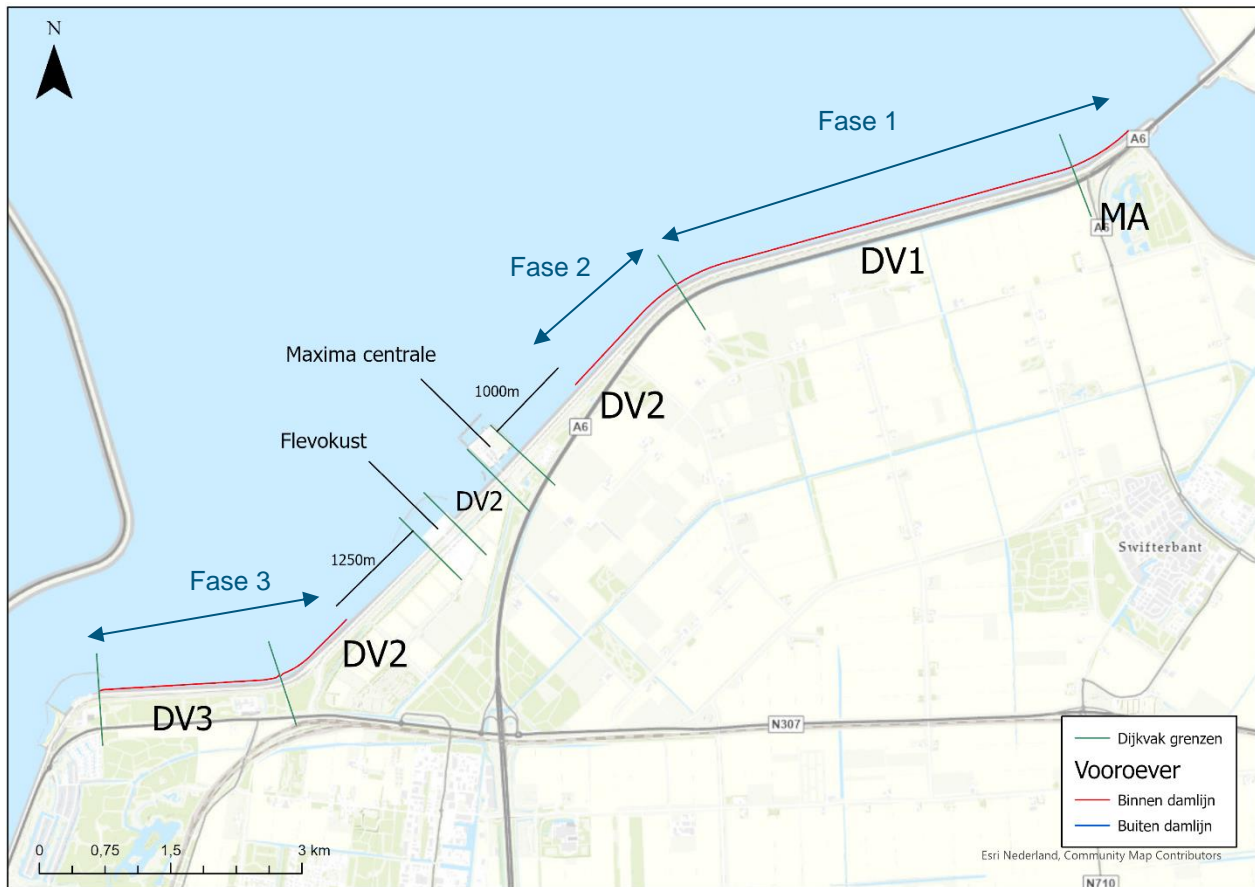 N
Fase 1
A6
MA
A6
Fase 2
DV1
Maxima centrale
1000m
DV2
A6
Flevokust
DV2
1250m
Swifterbant
Fase 3
DV2
DV3
N307
Dijkvak grenzen
Vooroever
Binnen damlijn
Buiten damlijn
0 0,75 1,5 3 km
Esri Nederland, Community Map Contributors
N710